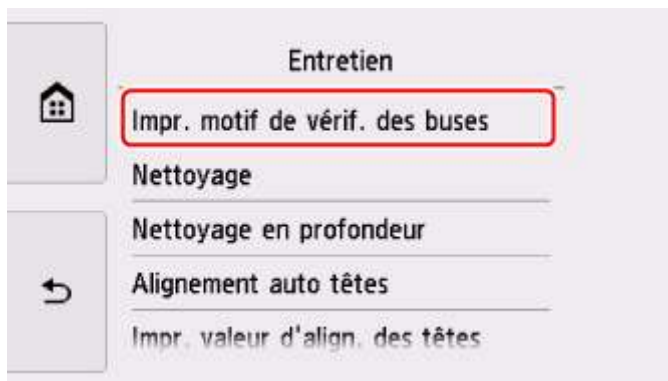 Entretien
Impr. motif de vérif. des buses
Nettoyage
Nettoyage en profondeur
Alignement auto têtes
Impr. valeur d'align. des têtes